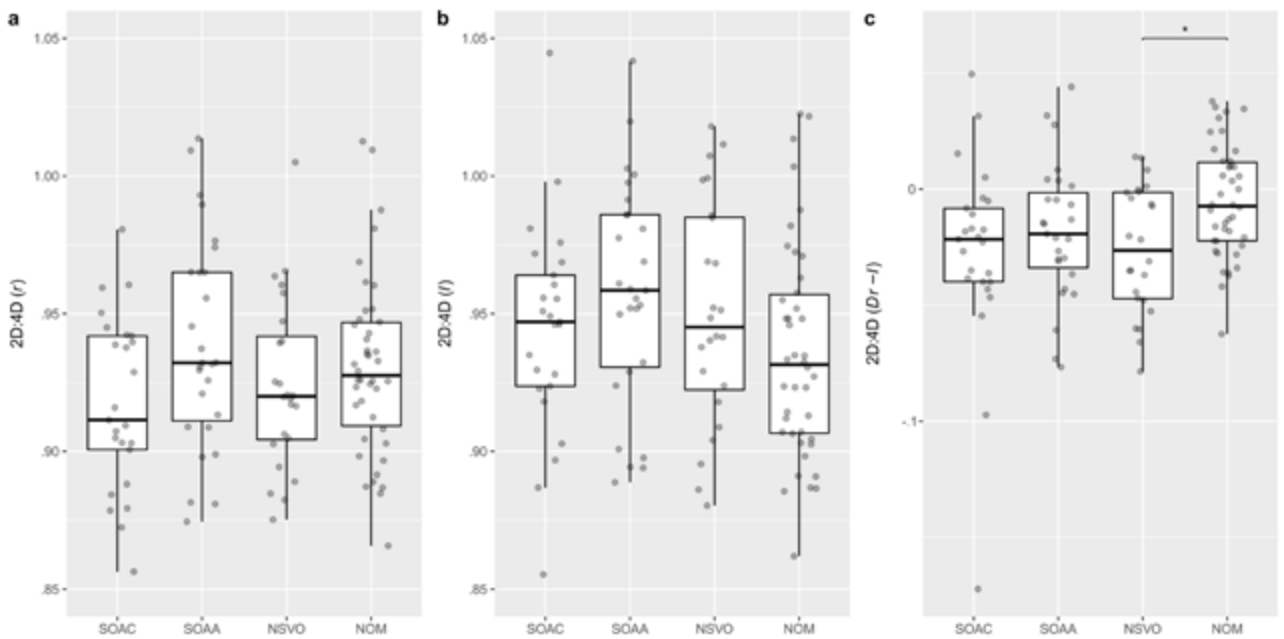 a
2D:4D (r)
1.05
1.00
.95
.90
.85
SOAC SOAA NSVO NOM
b
2D:4D (l)
1.05
1.00
.95
.90
.85
SOAC SOAA NSVO NOM
c
2D:4D (Dr −l)
*
0
-.1
SOAC SOAA NSVO NOM